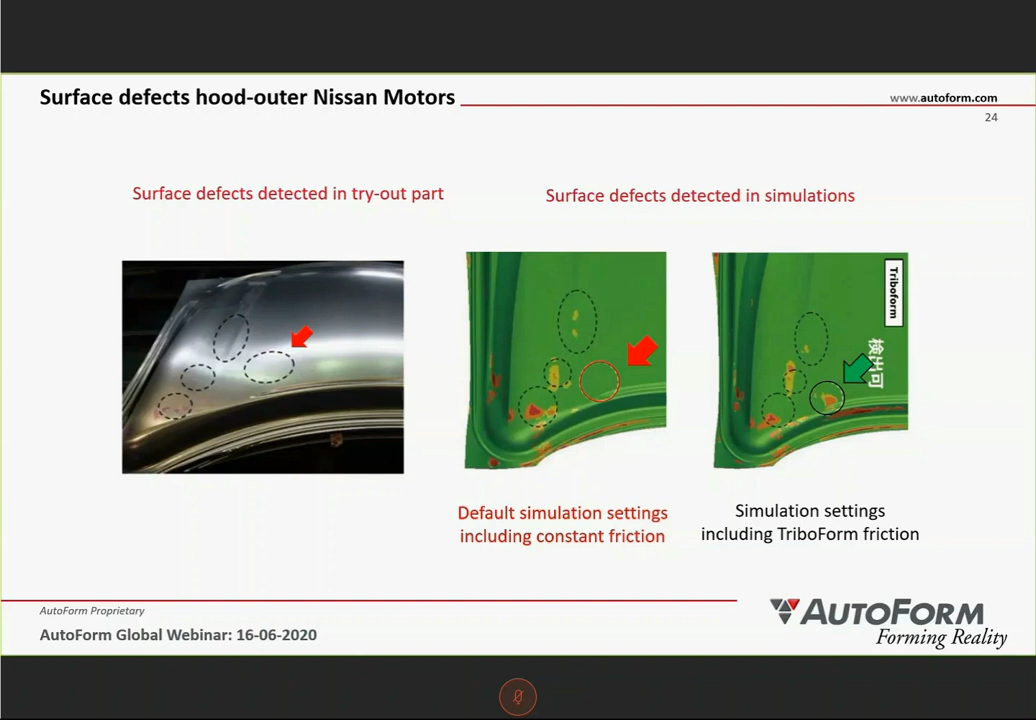 Surface defects hood-outer Nissan Motors
www.autoform.com
24
Surface defects detected in try-out part
Surface defects detected in simulations
Triboform
検出可
Default simulation settings
including constant friction
Simulation settings
including TriboForm friction
AutoForm Proprietary
AutoForm Global Webinar: 16-06-2020
AUTOFORM
Forming Reality